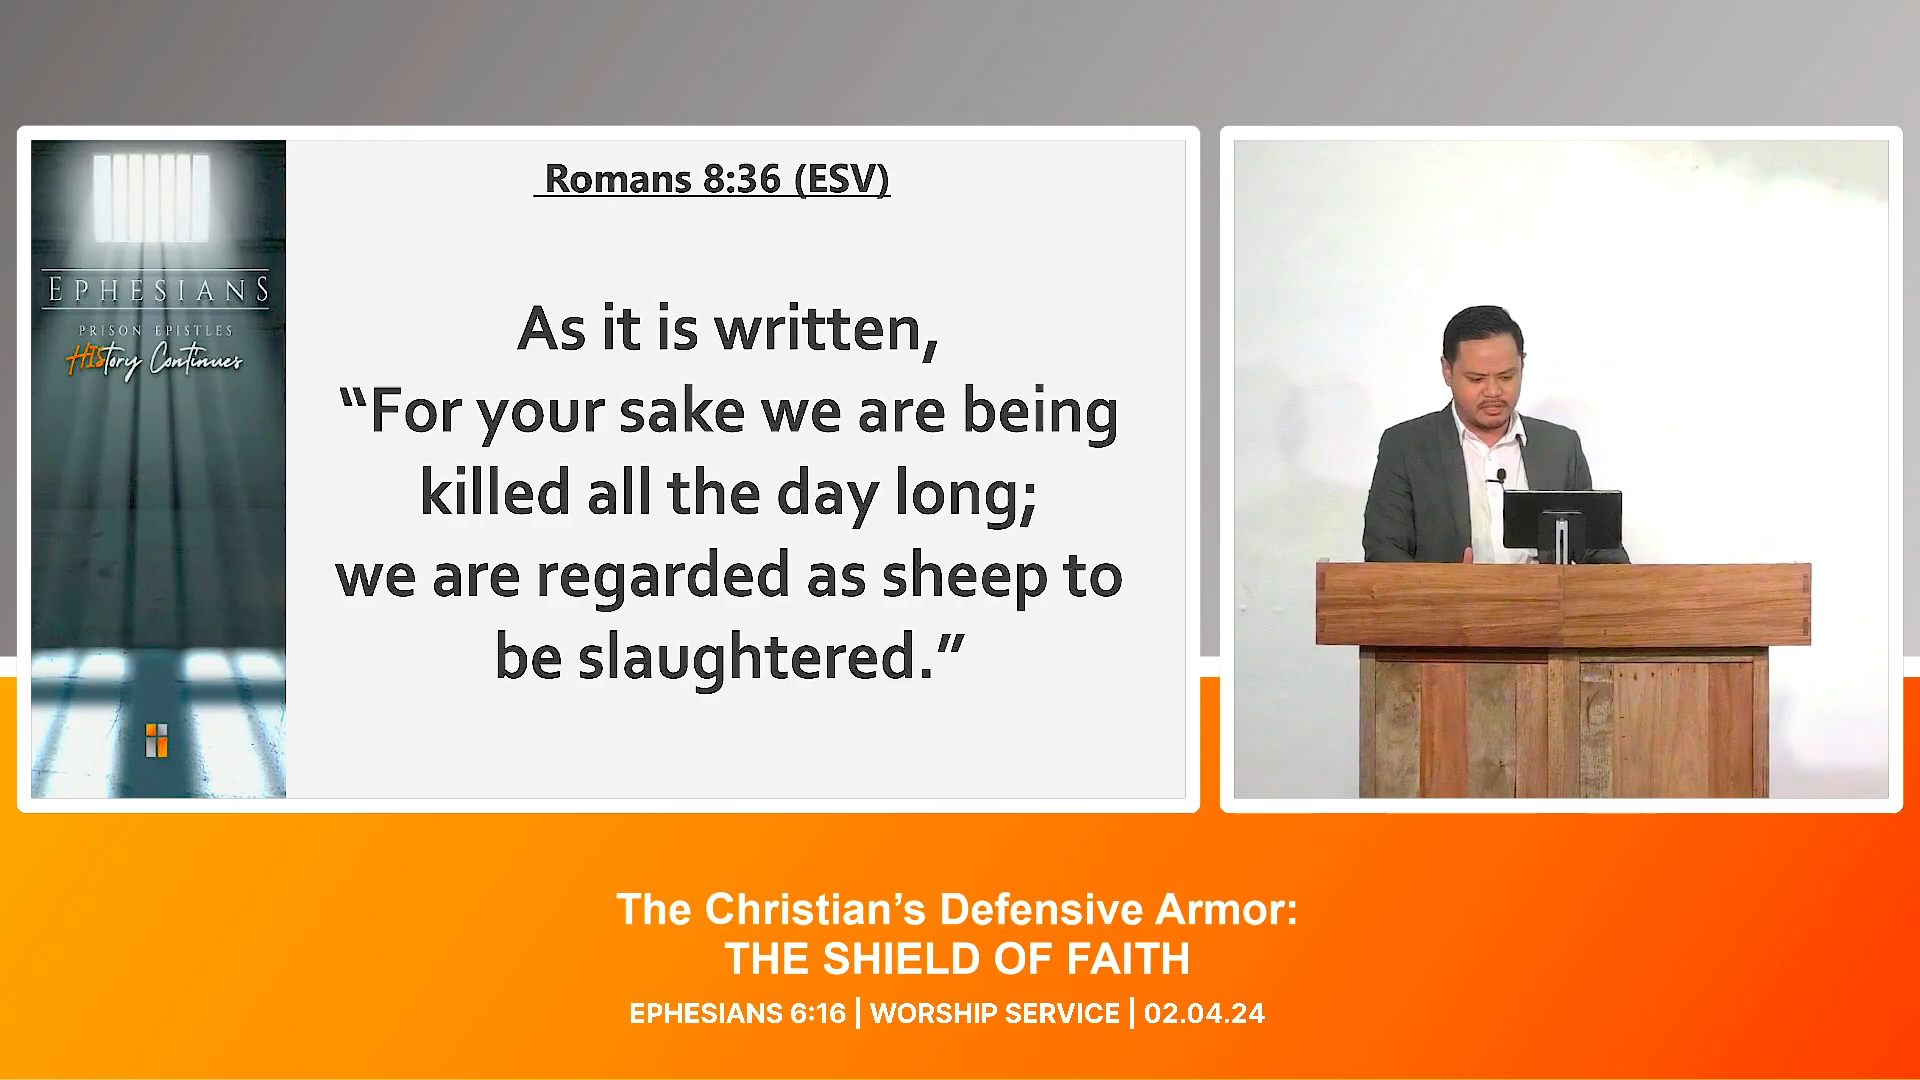 Romans 8:36 (ESV)
As it is written,
“For your sake we are being
killed all the day long;
we are regarded as sheep to
be slaughtered.”
EPHESIANS
PRISON EPISTLES
HIStory Continues
The Christian’s Defensive Armor:
THE SHIELD OF FAITH
EPHESIANS 6:16 | WORSHIP SERVICE | 02.04.24